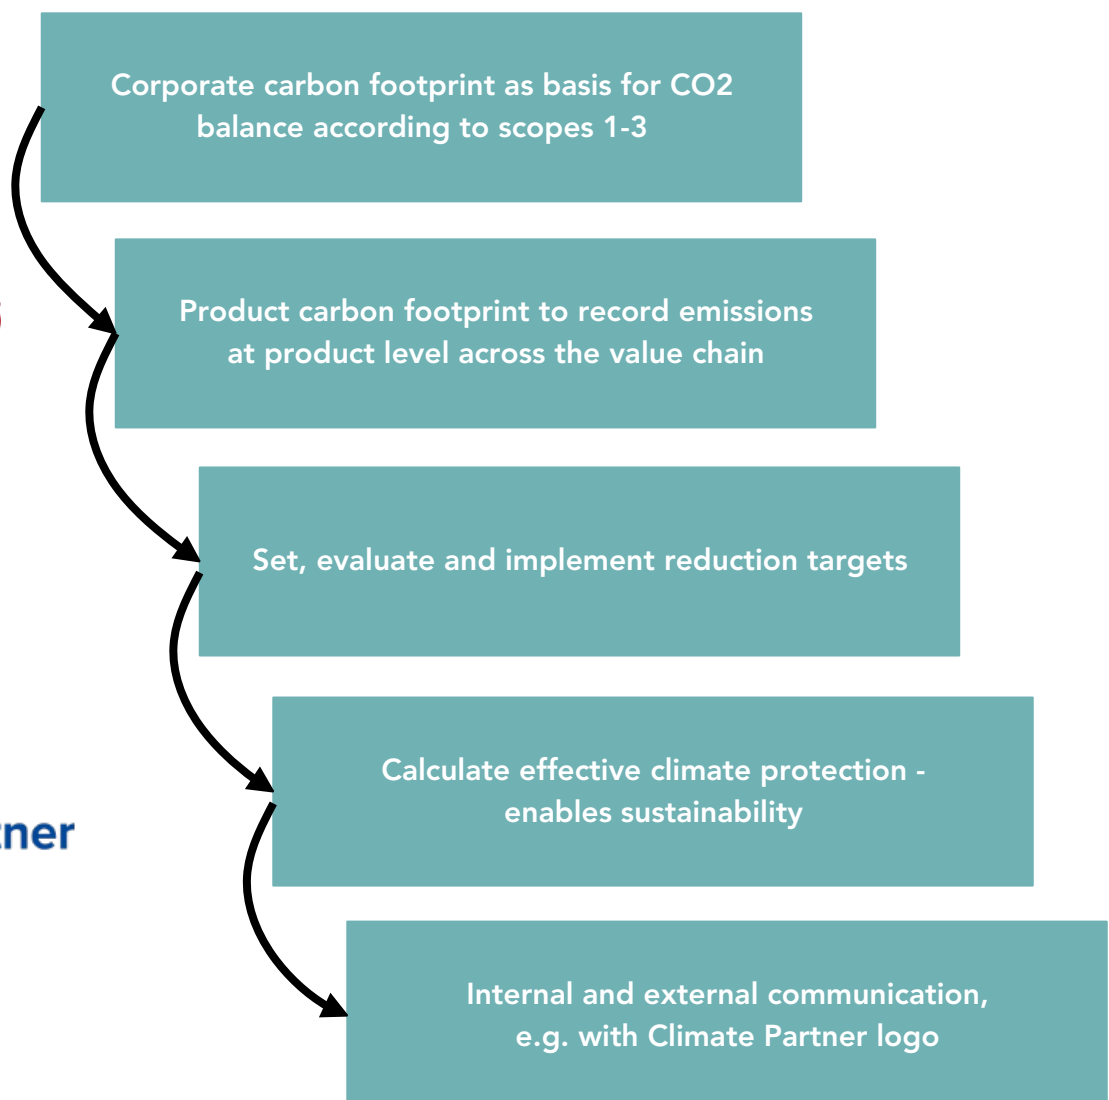 Corporate carbon footprint as basis for CO2
balance according to scopes 1-3
Product carbon footprint to record emissions
at product level across the value chain
Set, evaluate and implement reduction targets
Calculate effective climate protection -
enables sustainability
tner
Internal and external communication,
e.g. with Climate Partner logo